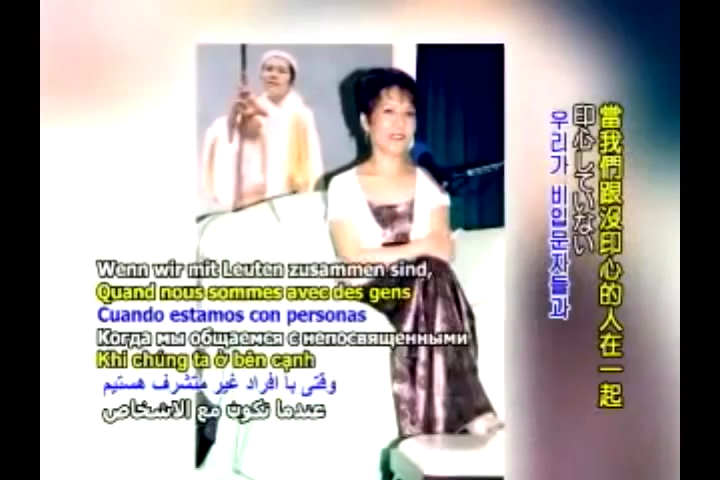 Wenn wir mit Leuten zusammen sind,
Quand nous sommes avec des gens
Cuando estamos con personas
Когда мы общаемся с непосвященными
Khi chúng ta ở bên cạnh
وقتی با افراد غیر متشرف هستیم
عندما نكون مع الاشخاص
當我們跟没印心的人在一起
印心していない
우리가 비입문자들과